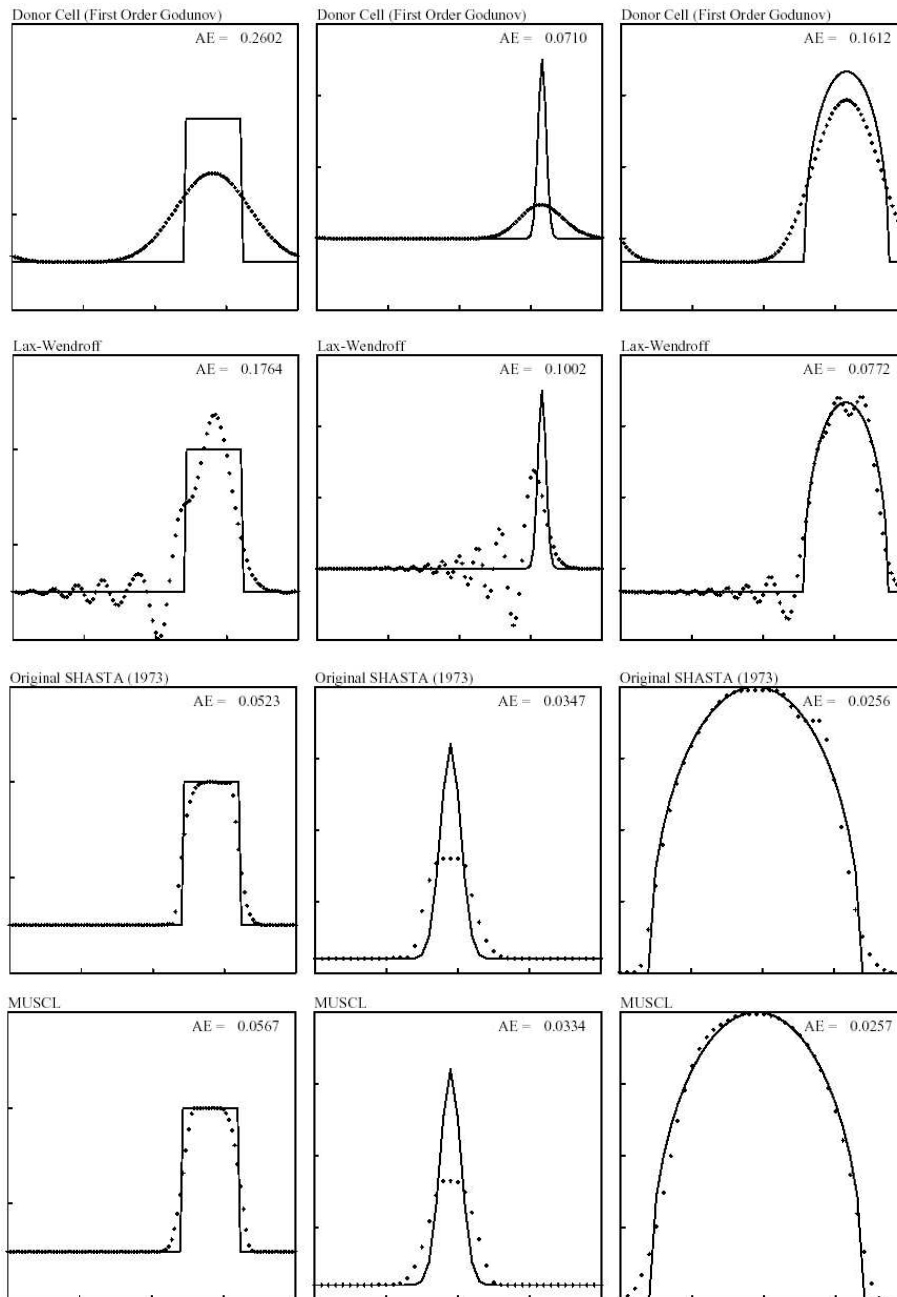 Donor Cell (First Order Godunov)
AE = 0.2602
Donor Cell (First Order Godunov)
AE = 0.0710
Donor Cell (First Order Godunov)
AE = 0.1612
Lax-Wendroff
AE = 0.1764
Lax-Wendroff
AE = 0.1002
Lax-Wendroff
AE = 0.0772
Original SHASTA (1973)
AE = 0.0523
Original SHASTA (1973)
AE = 0.0347
Original SHASTA (1973)
AE = 0.0256
MUSCL
AE = 0.0567
MUSCL
AE = 0.0334
MUSCL
AE = 0.0257